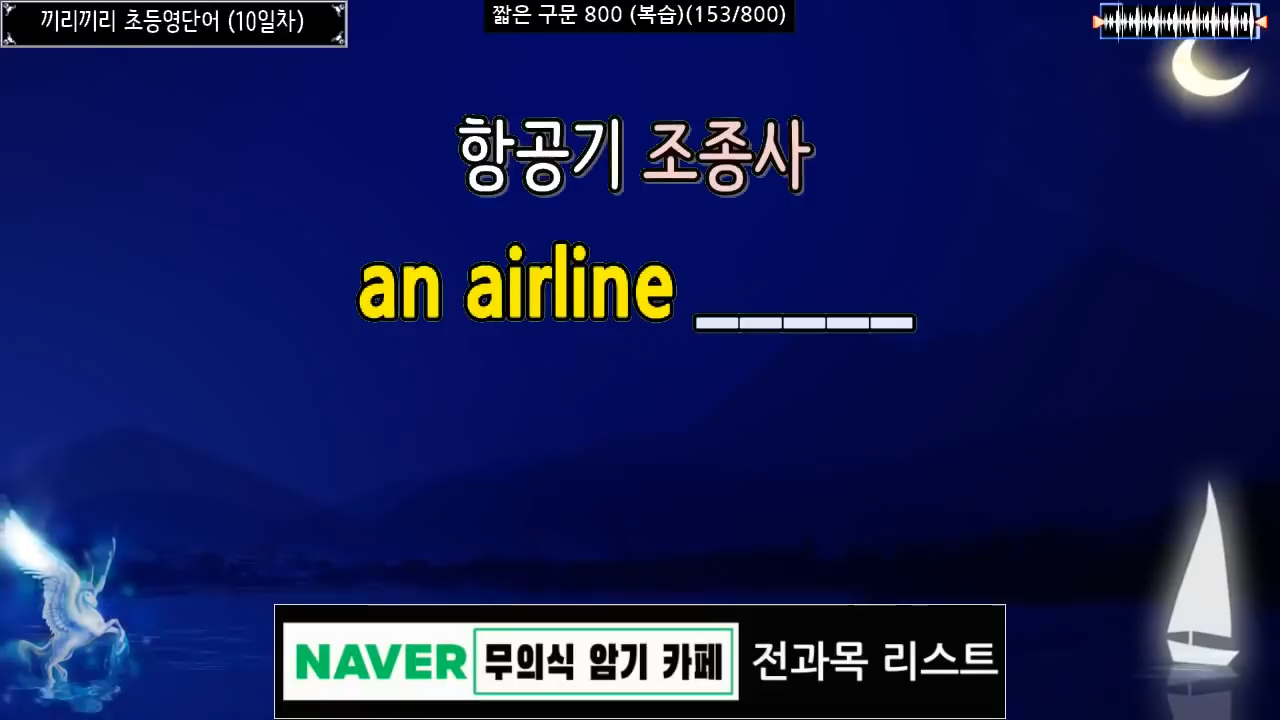 끼리끼리 초등영단어 (10일차)
짧은 구문 800 (복습)(153/800)
항공기 조종사
an airline _____
NAVER 무의식 암기 카페 전과목 리스트